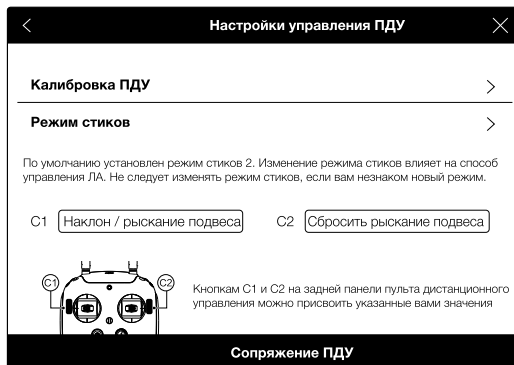 Настройки управления ПДУ
Калибровка ПДУ
Режим стиков
По умолчанию установлен режим стиков 2. Изменение режима стиков влияет на способ
управления ЛА. Не следует изменять режим стиков, если вам незнаком новый режим.
C1 Наклон / рыскание подвеса C2 Сбросить рыскание подвеса
C1 C2
Кнопкам C1 и C2 на задней панели пульта дистанционного
управления можно присвоить указанные вами значения
Сопряжение ПДУ